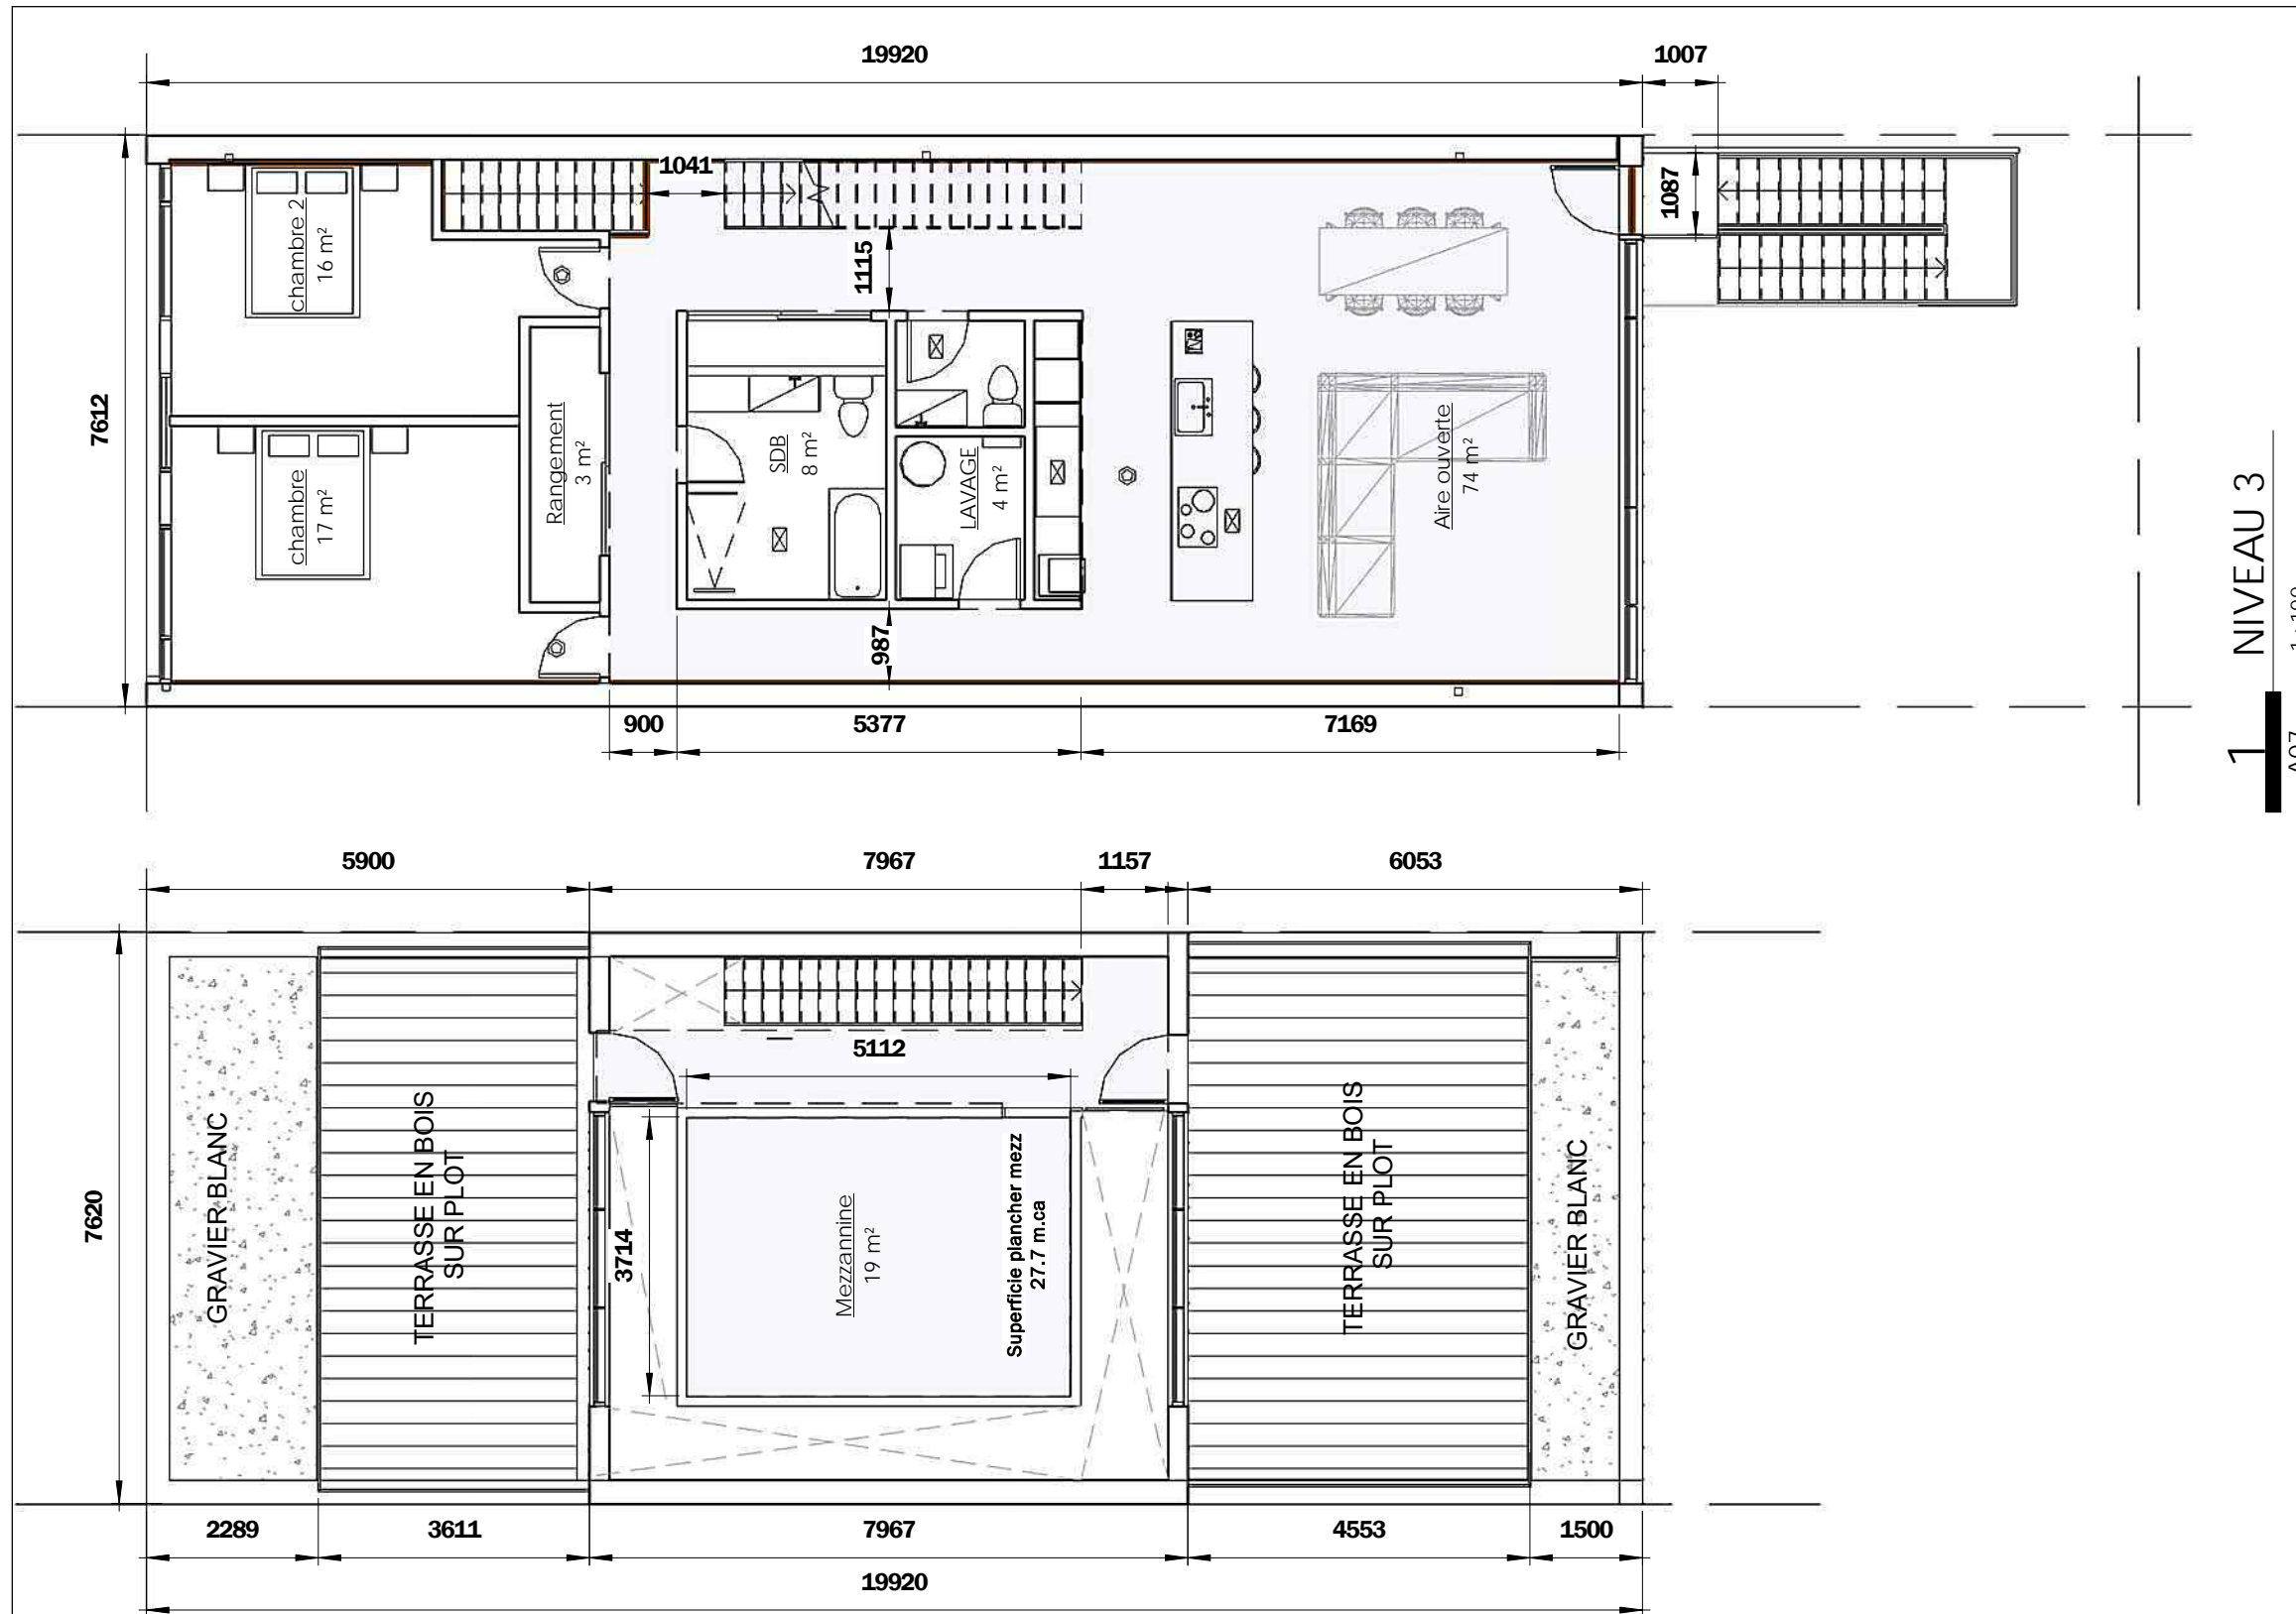 19920
1007
1041
1087
1115
7612
chambre 2
16 m²
chambre
17 m²
Rangement
3 m²
SDB
8 m²
LAVAGE
4 m²
Aire ouverte
74 m²
987
900
5377
7169
1
NIVEAU 3
5900
7967
1157
6053
5112
7620
3714
GRAVIER BLANC
TERRASSE EN BOIS
SUR PLOT
Mezzannine
19 m²
Superficie plancher mezz
27.7 m.ca
TERRASSE EN BOIS
SUR PLOT
GRAVIER BLANC
2289
3611
7967
4553
1500
19920